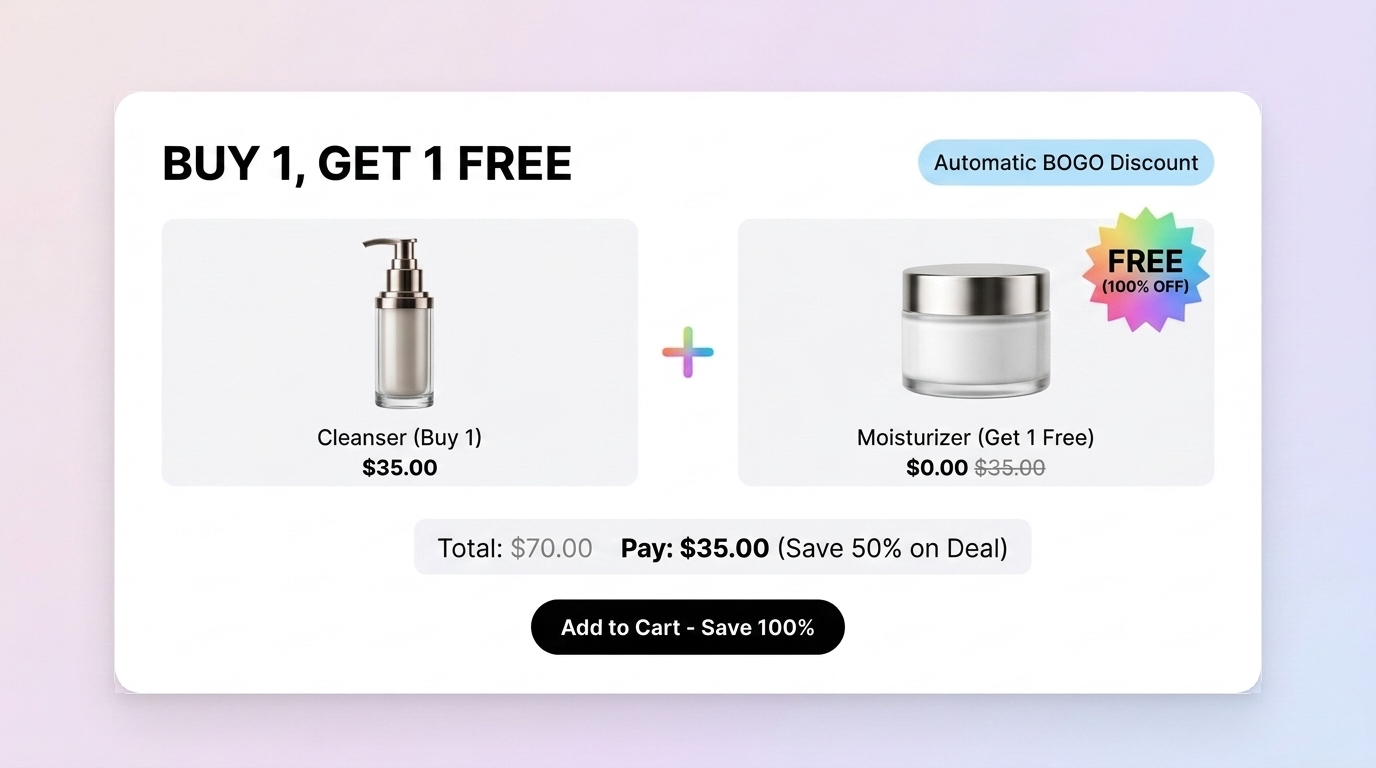 BUY 1, GET 1 FREE
Automatic BOGO Discount
FREE
(100% OFF)
Cleanser (Buy 1)
$35.00
Moisturizer (Get 1 Free)
$0.00 $35.00
Total: $70.00 Pay: $35.00 (Save 50% on Deal)
Add to Cart - Save 100%